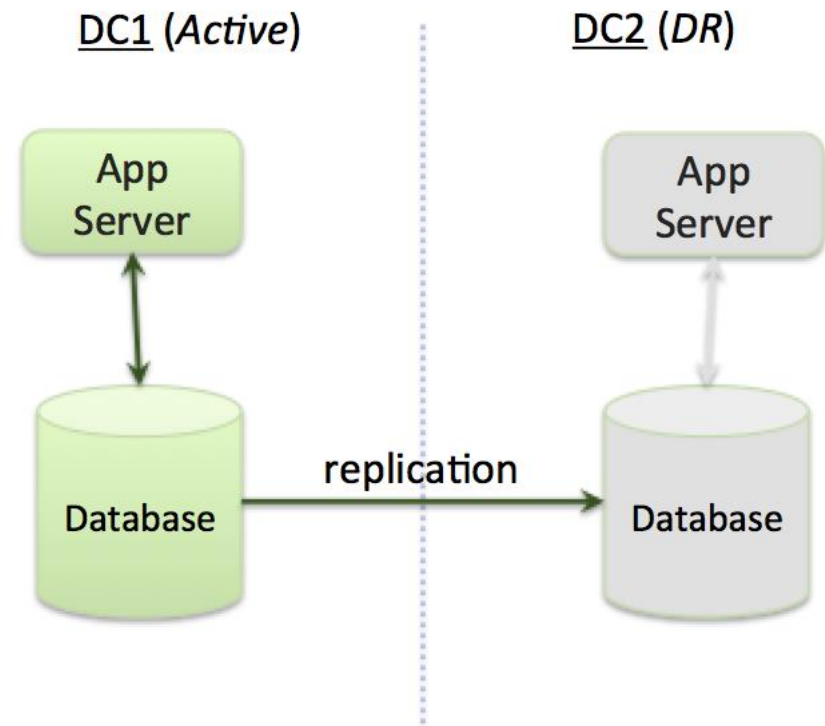 DC1 (Active)
DC2 (DR)
App
Server
App
Server
replication
Database
Database